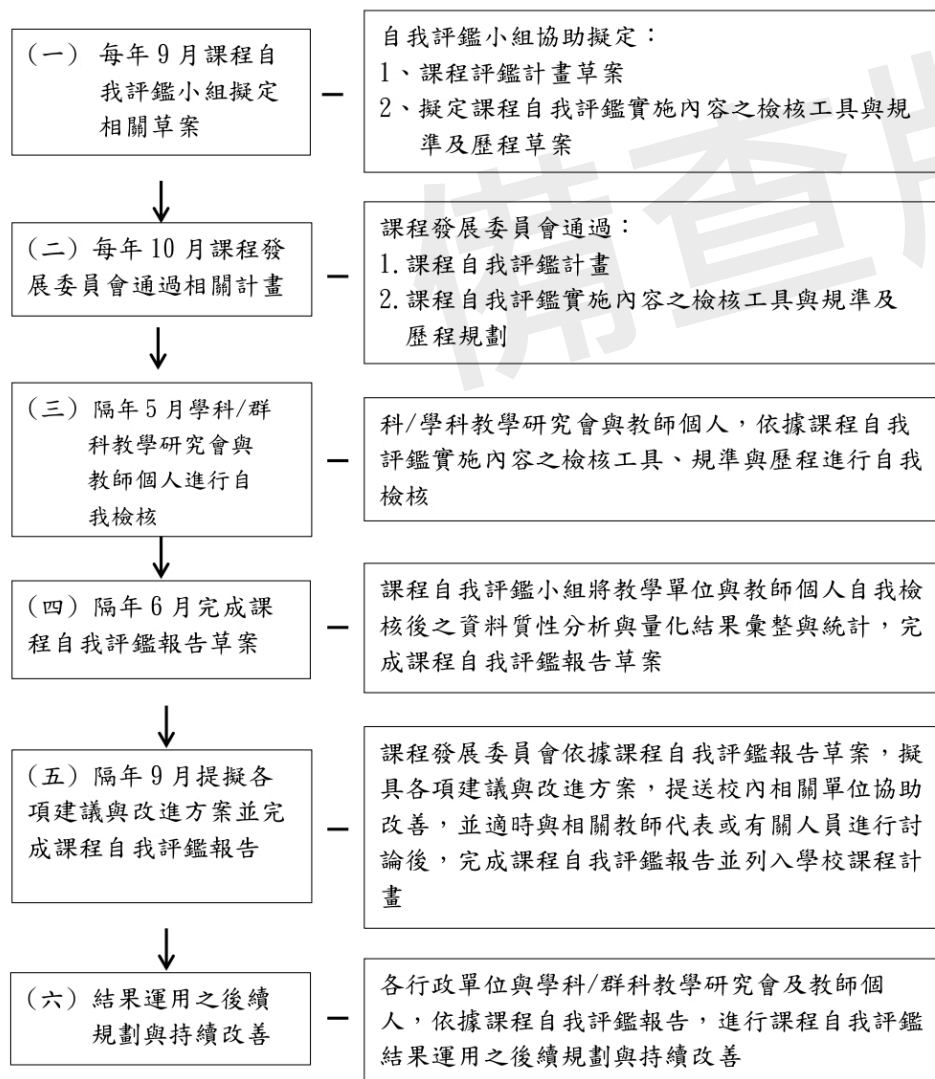 (一) 每年 9 月課程自
我評鑑小組擬定
相關草案
自我評鑑小組協助擬定：
1、課程評鑑計畫草案
2、擬定課程自我評鑑實施內容之檢核工具與規
準及歷程草案
(二) 每年 10 月課程發
展委員會通過相關計畫
課程發展委員會通過：
1.課程自我評鑑計畫
2.課程自我評鑑實施內容之檢核工具與規準及
歷程規劃
(三) 隔年 5 月學科/群
科教學研究會與
教師個人進行自
我檢核
科/學科教學研究會與教師個人，依據課程自我
評鑑實施內容之檢核工具、規準與歷程進行自我
檢核
(四) 隔年 6 月完成課
程自我評鑑報告草案
課程自我評鑑小組將教學單位與教師個人自我檢
核後之資料質性分析與量化結果彙整與統計，完
成課程自我評鑑報告草案
(五) 隔年 9 月提擬各
項建議與改進方案並完
成課程自我評鑑報告
課程發展委員會依據課程自我評鑑報告草案，擬
具各項建議與改進方案，提送校內相關單位協助
改善，並適時與相關教師代表或有關人員進行討
論後，完成課程自我評鑑報告並列入學校課程計
畫
(六) 結果運用之後續
規劃與持續改善
各行政單位與學科/群科教學研究會及教師個
人，依據課程自我評鑑報告，進行課程自我評鑑
結果運用之後續規劃與持續改善
備查版